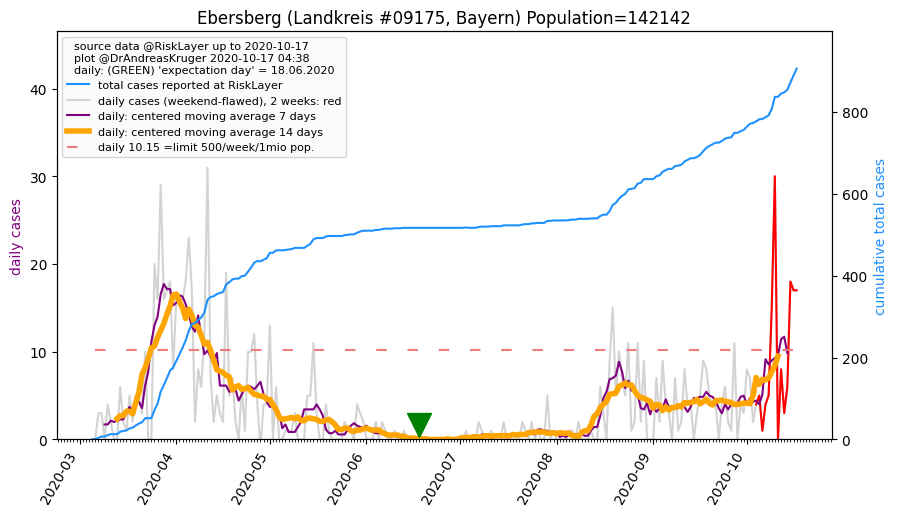 Ebersberg (Landkreis #09175, Bayern) Population=142142
source data @RiskLayer up to 2020-10-17
plot @DrAndreasKruger 2020-10-17 04:38
daily: (GREEN) 'expectation day' = 18.06.2020
total cases reported at RiskLayer
daily cases (weekend-flawed), 2 weeks: red
daily: centered moving average 7 days
daily: centered moving average 14 days
daily 10.15 =limit 500/week/1mio pop.
daily cases
40
30
20
10
0
cumulative total cases
800
600
400
200
0
2020-03
2020-04
2020-05
2020-06
2020-07
2020-08
2020-09
2020-10